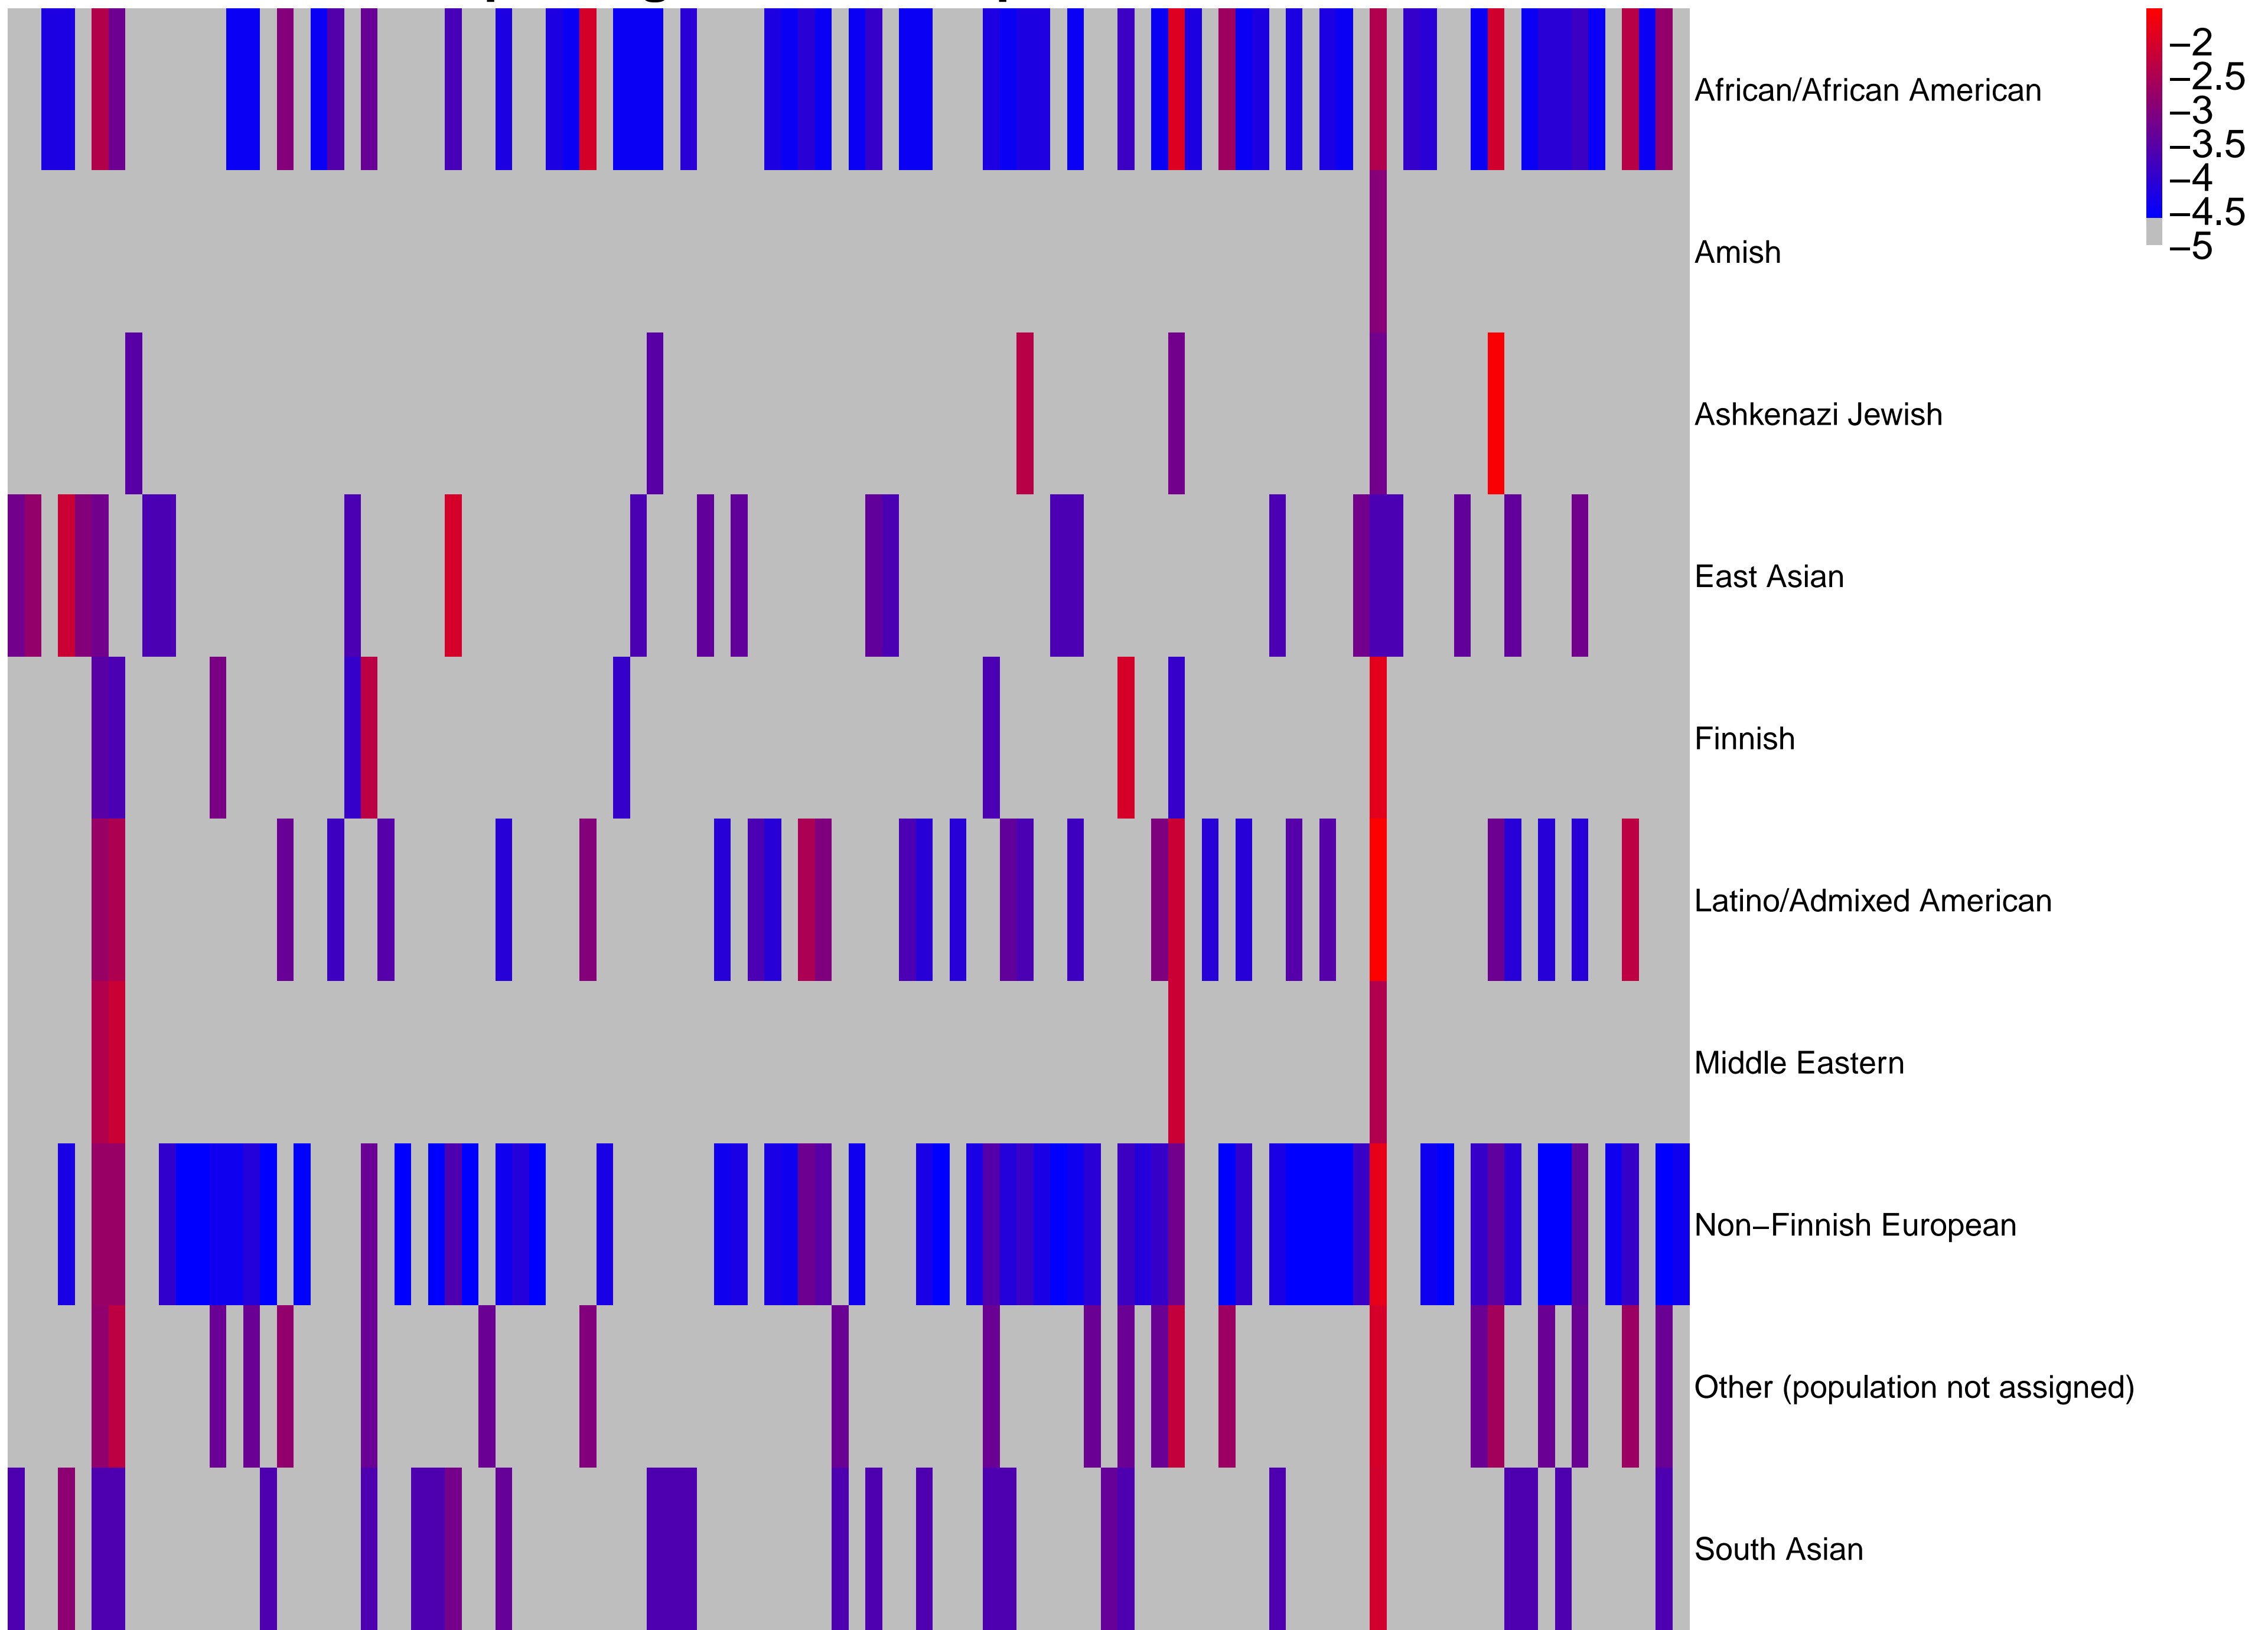 African/African American
Amish
Ashkenazi Jewish
East Asian
Finnish
Latino/Admixed American
Middle Eastern
Non−Finnish European
Other (population not assigned)
South Asian
−2
−2.5
−3
−3.5
−4
−4.5
−5